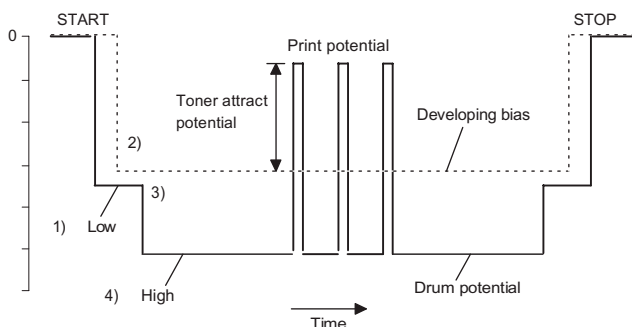 START
STOP
0
Print potential
Toner attract
potential
Developing bias
2)
3)
1)
Low
4)
High
Drum potential
Time